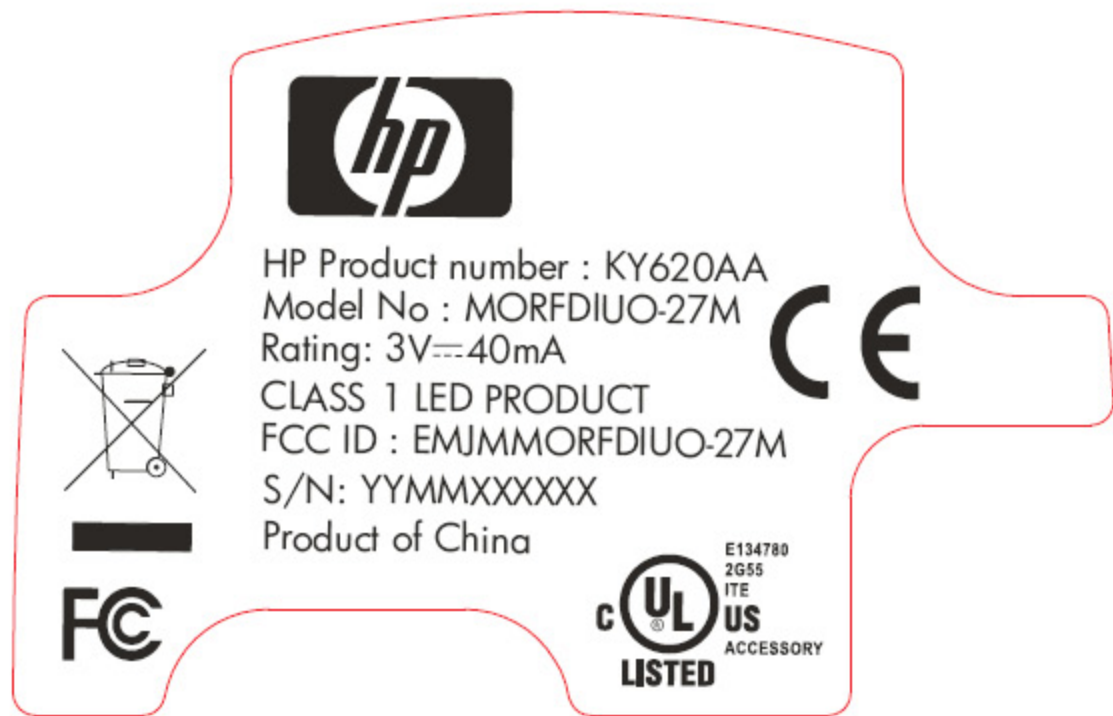 hp
HP Product number : KY620AA
Model No : MORFDIUO-27M
Rating: 3V⎓40mA
CLASS 1 LED PRODUCT
FCC ID : EMJMMORFDIUO-27M
S/N: YYMMXXXXXX
Product of China
CE
FC
E134780
2G55
ITE
C UL US
®
ACCESSORY
LISTED